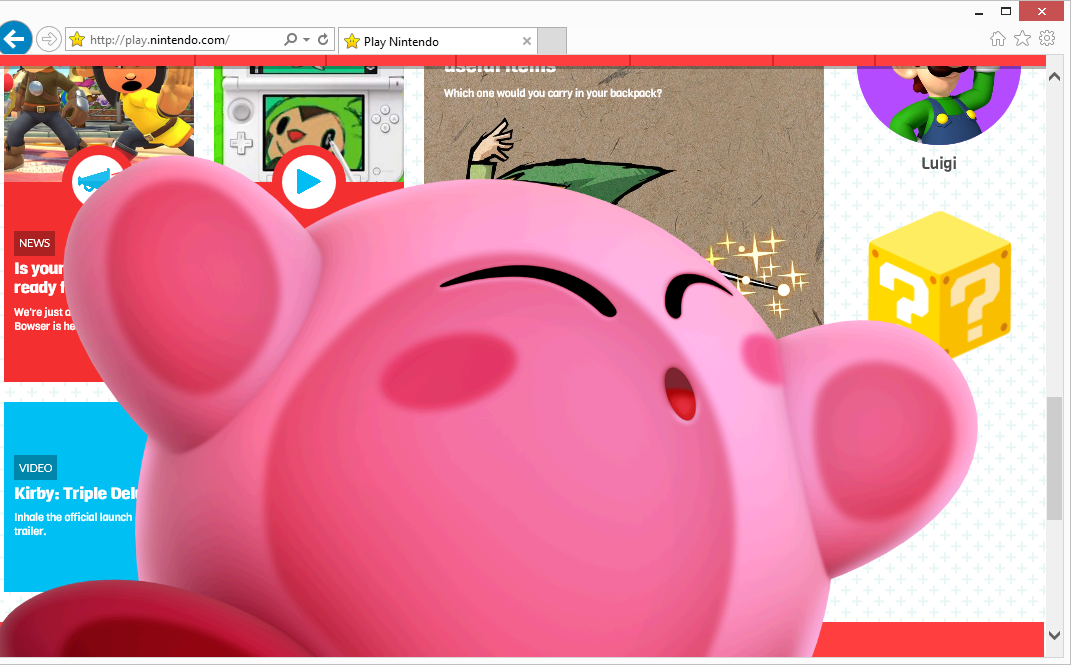 http://play.nintendo.com/
Play Nintendo
useful items
Which one would you carry in your backpack?
Luigi
NEWS
Is your
ready f
We're just a
Bowser is he
VIDEO
Kirby: Triple Del
Inhale the official launch
trailer.
? ?